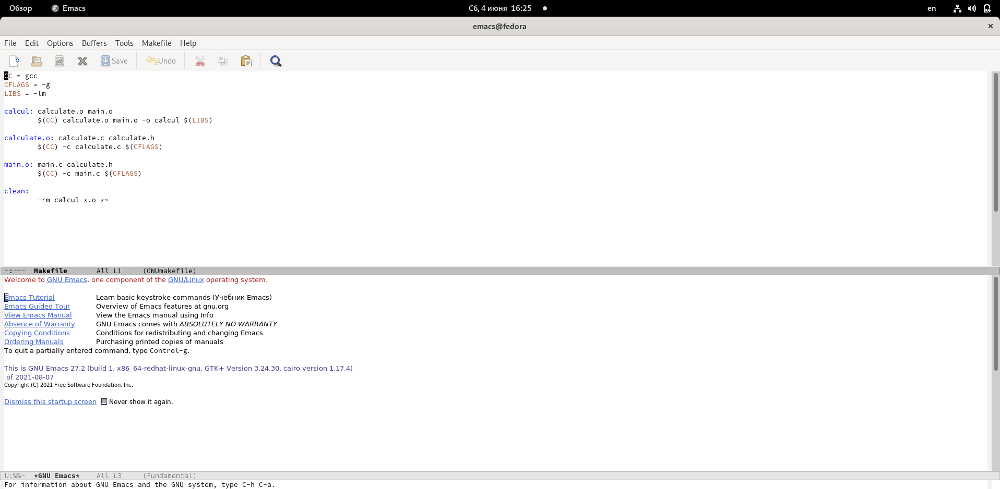 Обзор Emacs Сб, 4 июня 16:25 en
emacs@fedora
File Edit Options Buffers Tools Makefile Help
Save Undo
CC = gcc
CFLAGS = -g
LIBS = -lm
calcul: calculate.o main.o
$(CC) calculate.o main.o -o calcul $(LIBS)
calculate.o: calculate.c calculate.h
$(CC) -c calculate.c $(CFLAGS)
main.o: main.c calculate.h
$(CC) -c main.c $(CFLAGS)
clean:
-rm calcul *.o *~
-:--- Makefile All L1 (GNUmakefile)
Welcome to GNU Emacs, one component of the GNU/Linux operating system.
Emacs Tutorial Learn basic keystroke commands (Учебник Emacs)
Emacs Guided Tour Overview of Emacs features at gnu.org
View Emacs Manual View the Emacs manual using Info
Absence of Warranty GNU Emacs comes with ABSOLUTELY NO WARRANTY
Copying Conditions Conditions for redistributing and changing Emacs
Ordering Manuals Purchasing printed copies of manuals
To quit a partially entered command, type Control-g.
This is GNU Emacs 27.2 (build 1, x86_64-redhat-linux-gnu, GTK+ Version 3.24.30, cairo version 1.17.4)
of 2021-08-07
Copyright (C) 2021 Free Software Foundation, Inc.
Dismiss this startup screen Never show it again.
U:%%- *GNU Emacs* All L3 (Fundamental)
For information about GNU Emacs and the GNU system, type C-h C-a.